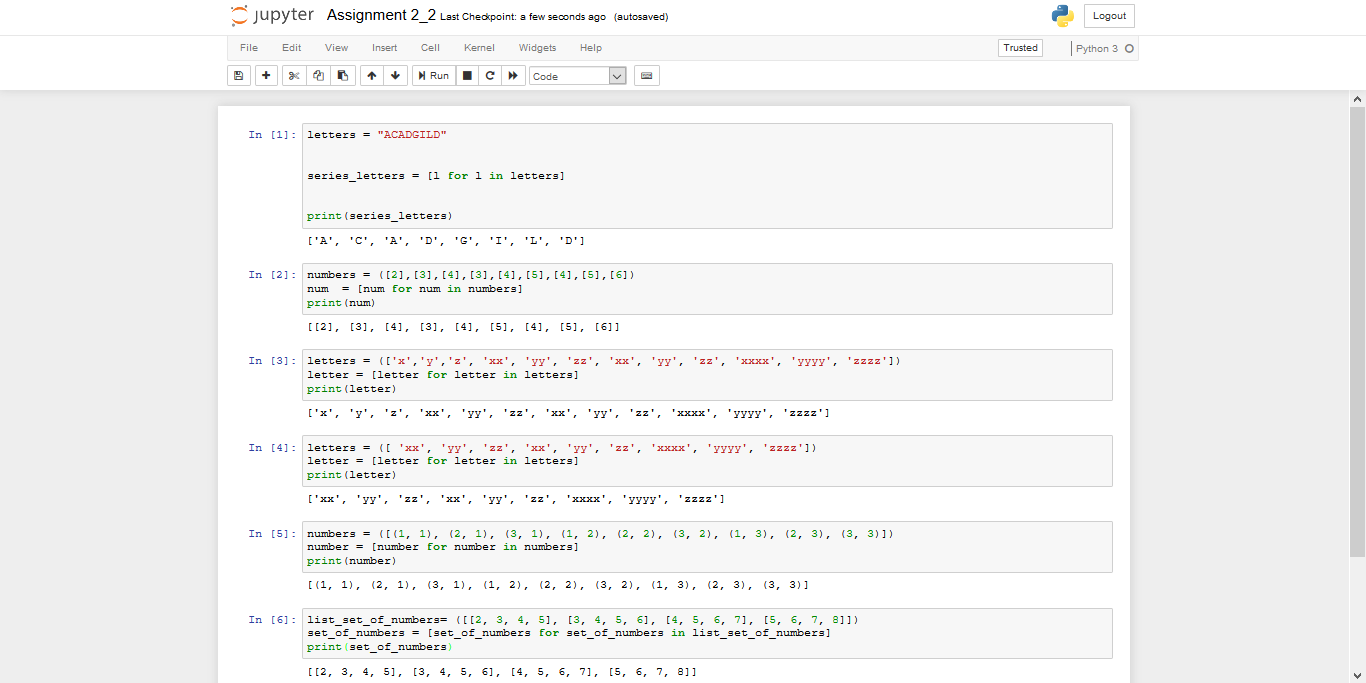 jupyter Assignment 2_2 Last Checkpoint: a few seconds ago (autosaved) Logout
File Edit View Insert Cell Kernel Widgets Help Trusted Python 3
Run Code
In [1]: letters = "ACADGILD"
series_letters = [l for l in letters]
print(series_letters)
['A', 'C', 'A', 'D', 'G', 'I', 'L', 'D']
In [2]: numbers = ([2],[3],[4],[3],[4],[5],[4],[5],[6])
num  = [num for num in numbers]
print(num)
[[2], [3], [4], [3], [4], [5], [4], [5], [6]]
In [3]: letters = (['x','y','z', 'xx', 'yy', 'zz', 'xx', 'yy', 'zz', 'xxxx', 'yyyy', 'zzzz'])
letter = [letter for letter in letters]
print(letter)
['x', 'y', 'z', 'xx', 'yy', 'zz', 'xx', 'yy', 'zz', 'xxxx', 'yyyy', 'zzzz']
In [4]: letters = ([ 'xx', 'yy', 'zz', 'xx', 'yy', 'zz', 'xxxx', 'yyyy', 'zzzz'])
letter = [letter for letter in letters]
print(letter)
['xx', 'yy', 'zz', 'xx', 'yy', 'zz', 'xxxx', 'yyyy', 'zzzz']
In [5]: numbers = ([(1, 1), (2, 1), (3, 1), (1, 2), (2, 2), (3, 2), (1, 3), (2, 3), (3, 3)])
number = [number for number in numbers]
print(number)
[(1, 1), (2, 1), (3, 1), (1, 2), (2, 2), (3, 2), (1, 3), (2, 3), (3, 3)]
In [6]: list_set_of_numbers= ([[2, 3, 4, 5], [3, 4, 5, 6], [4, 5, 6, 7], [5, 6, 7, 8]])
set_of_numbers = [set_of_numbers for set_of_numbers in list_set_of_numbers]
print(set_of_numbers)
[[2, 3, 4, 5], [3, 4, 5, 6], [4, 5, 6, 7], [5, 6, 7, 8]]